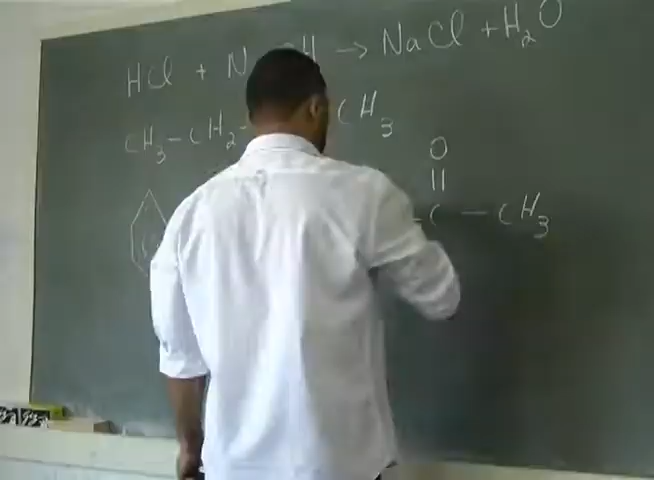 HCl + N H → NaCl + H₂O
CH₃ - CH₂ - CH₃
O
||
- C - CH₃